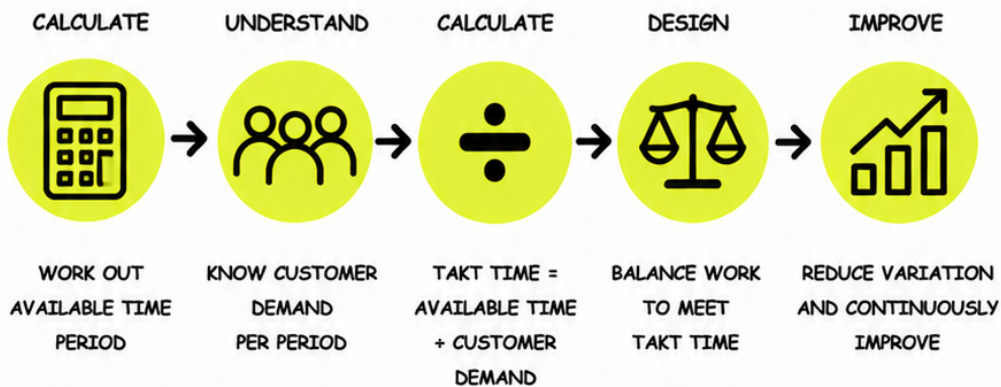 CALCULATE
UNDERSTAND
CALCULATE
DESIGN
IMPROVE
WORK OUT
AVAILABLE TIME
PERIOD
KNOW CUSTOMER
DEMAND
PER PERIOD
TAKT TIME =
AVAILABLE TIME
÷ CUSTOMER
DEMAND
BALANCE WORK
TO MEET
TAKT TIME
REDUCE VARIATION
AND CONTINUOUSLY
IMPROVE